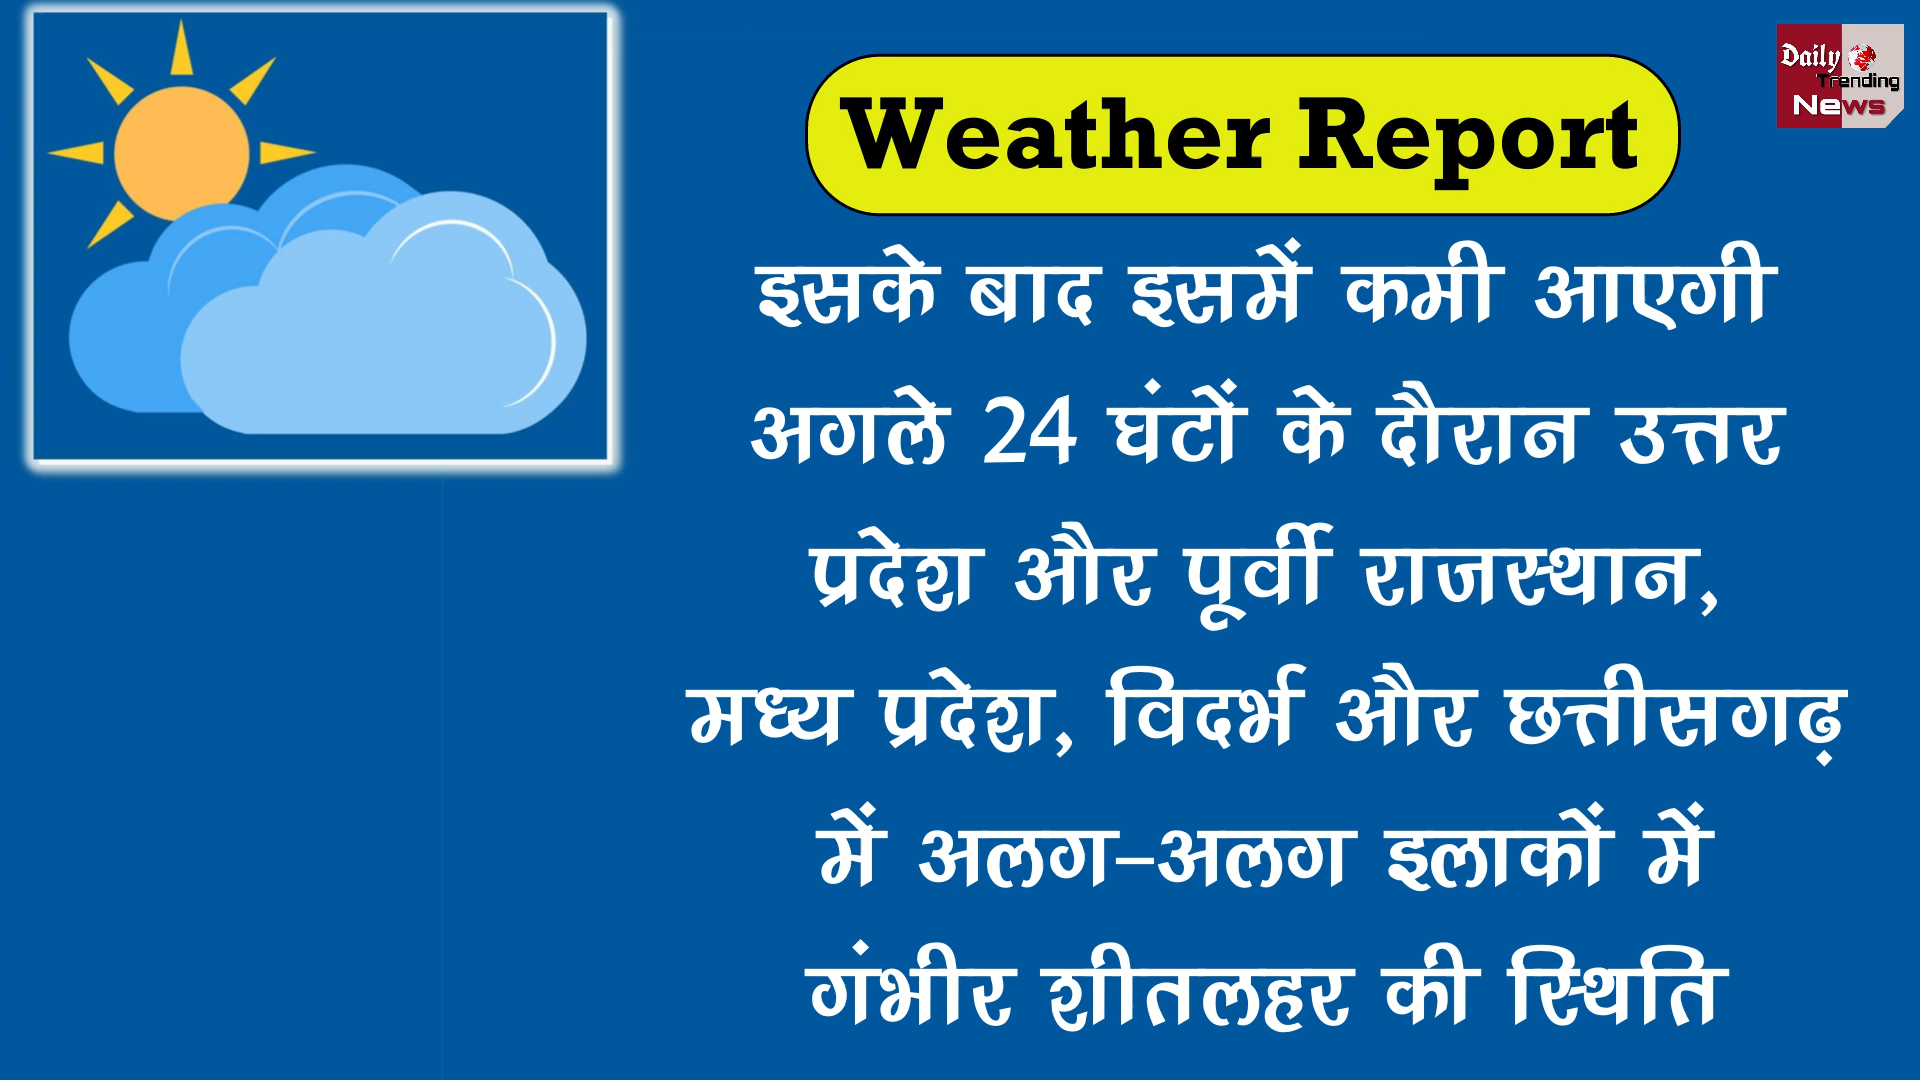 Weather Report
Daily
Trending
News
इसके बाद इसमें कमी आएगी
अगले 24 घंटों के दौरान उत्तर
प्रदेश और पूर्वी राजस्थान,
मध्य प्रदेश, विदर्भ और छत्तीसगढ़
में अलग-अलग इलाकों में
गंभीर शीतलहर की स्थिति